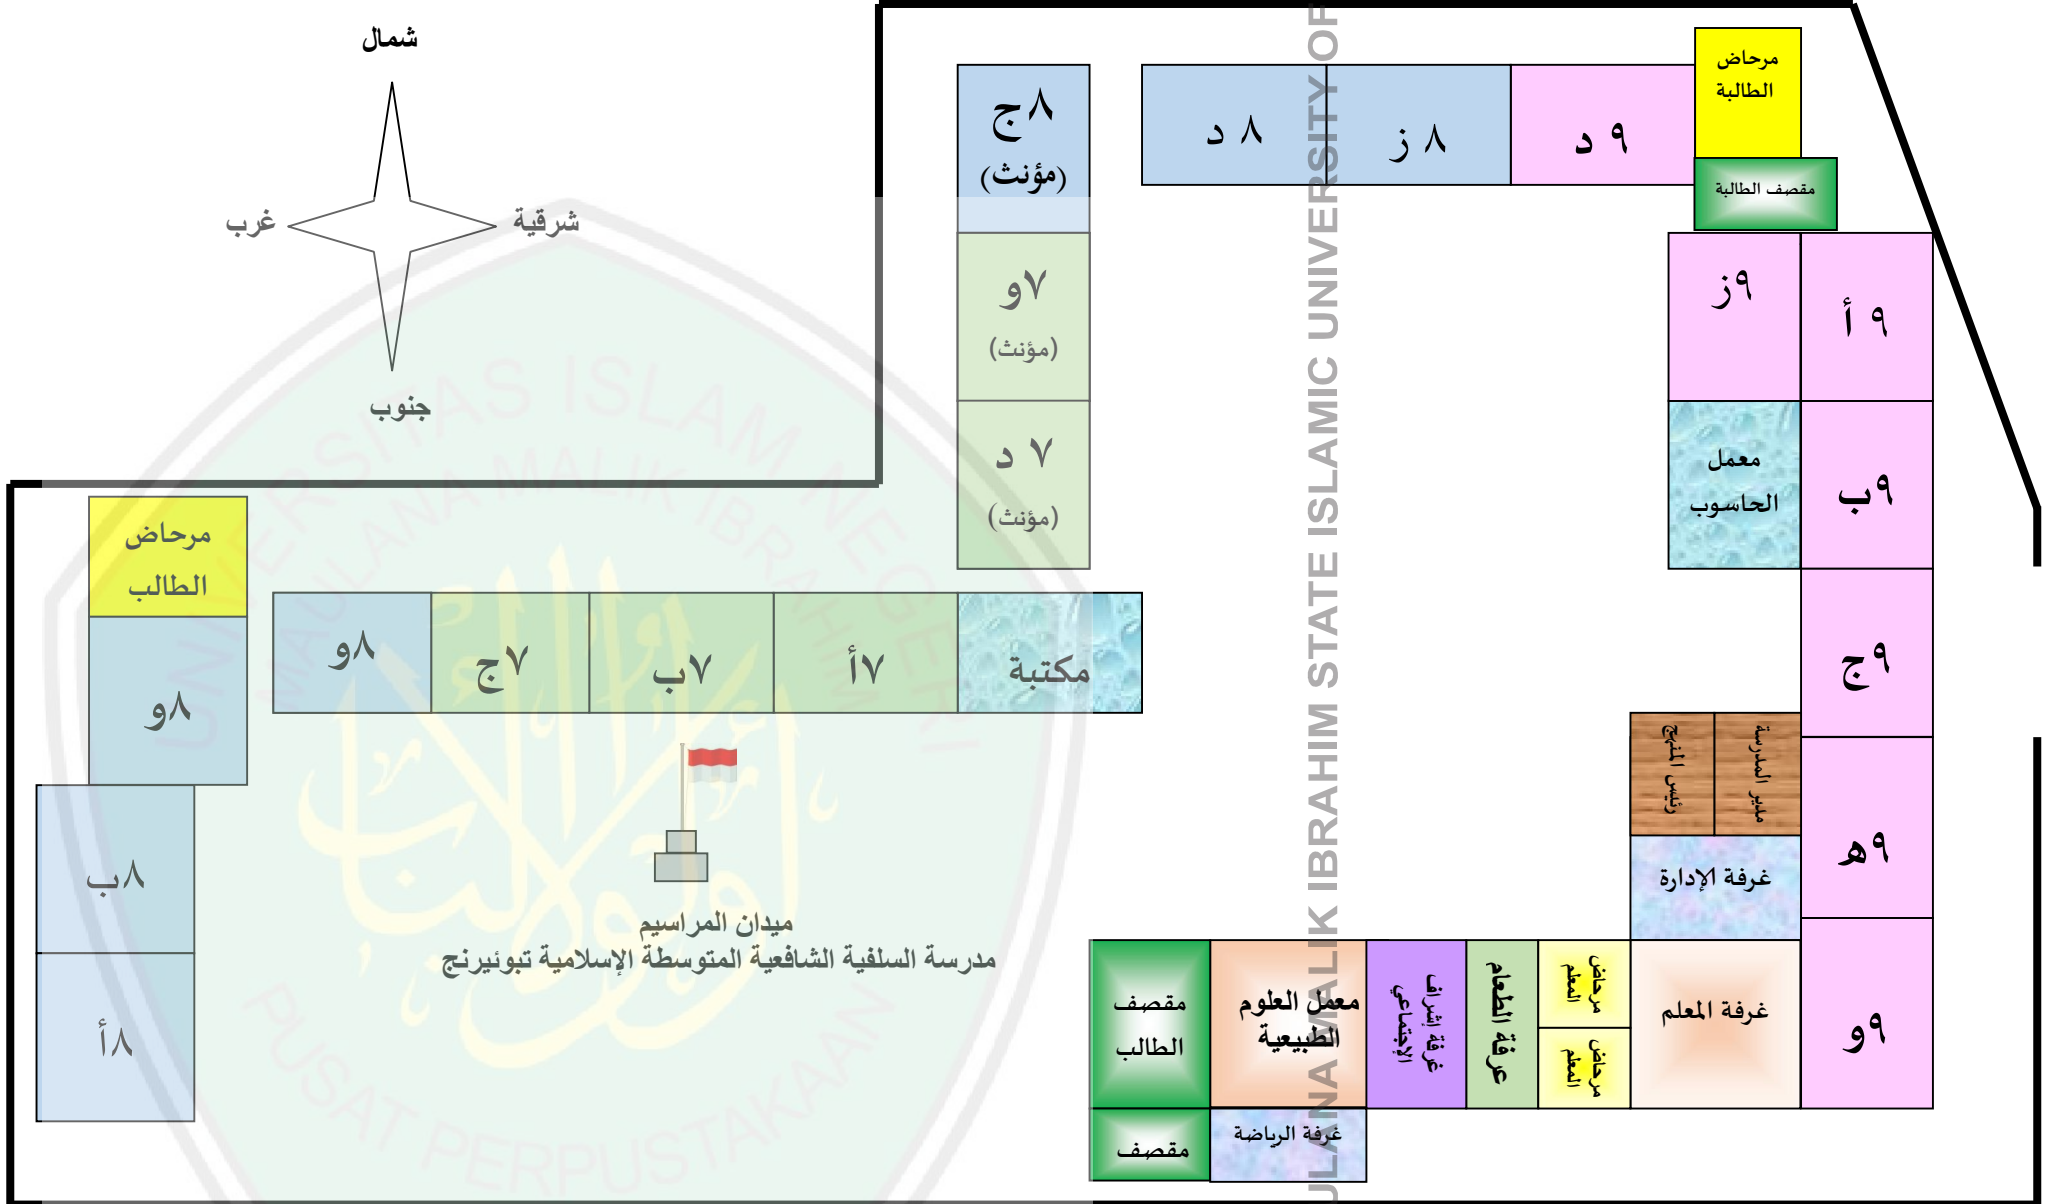 شمال
غرب
شرقية
جنوب
٨ج
(مؤنث)
٧و
(مؤنث)
٧ د
(مؤنث)
٨ د
٨ ز
٩ د
مرحاض
الطالبة
مقصف الطالبة
٩ز
٩ أ
معمل
الحاسوب
٩ب
٩ج
٩ه
٩و
مدير المدرسة
رئيس المنهج
غرفة الإدارة
غرفة المعلم
مرحاض
المعلم
مرحاض
المعلم
غرفة الطعام
غرفة إشراف
الإجتماعي
معمل العلوم
الطبيعية
مقصف
الطالب
غرفة الرياضة
مقصف
مكتبة
٧أ
٧ب
٧ج
٨و
مرحاض
الطالب
٨و
٨ب
٨أ
ميدان المراسيم
مدرسة السلفية الشافعية المتوسطة الإسلامية تبوئيرنج
UNIVERSITAS ISLAM NEGERI
MAULANA MALIK IBRAHIM
PUSAT PERPUSTAKAAN
ULANA MALIK IBRAHIM STATE ISLAMIC UNIVERSITY OF